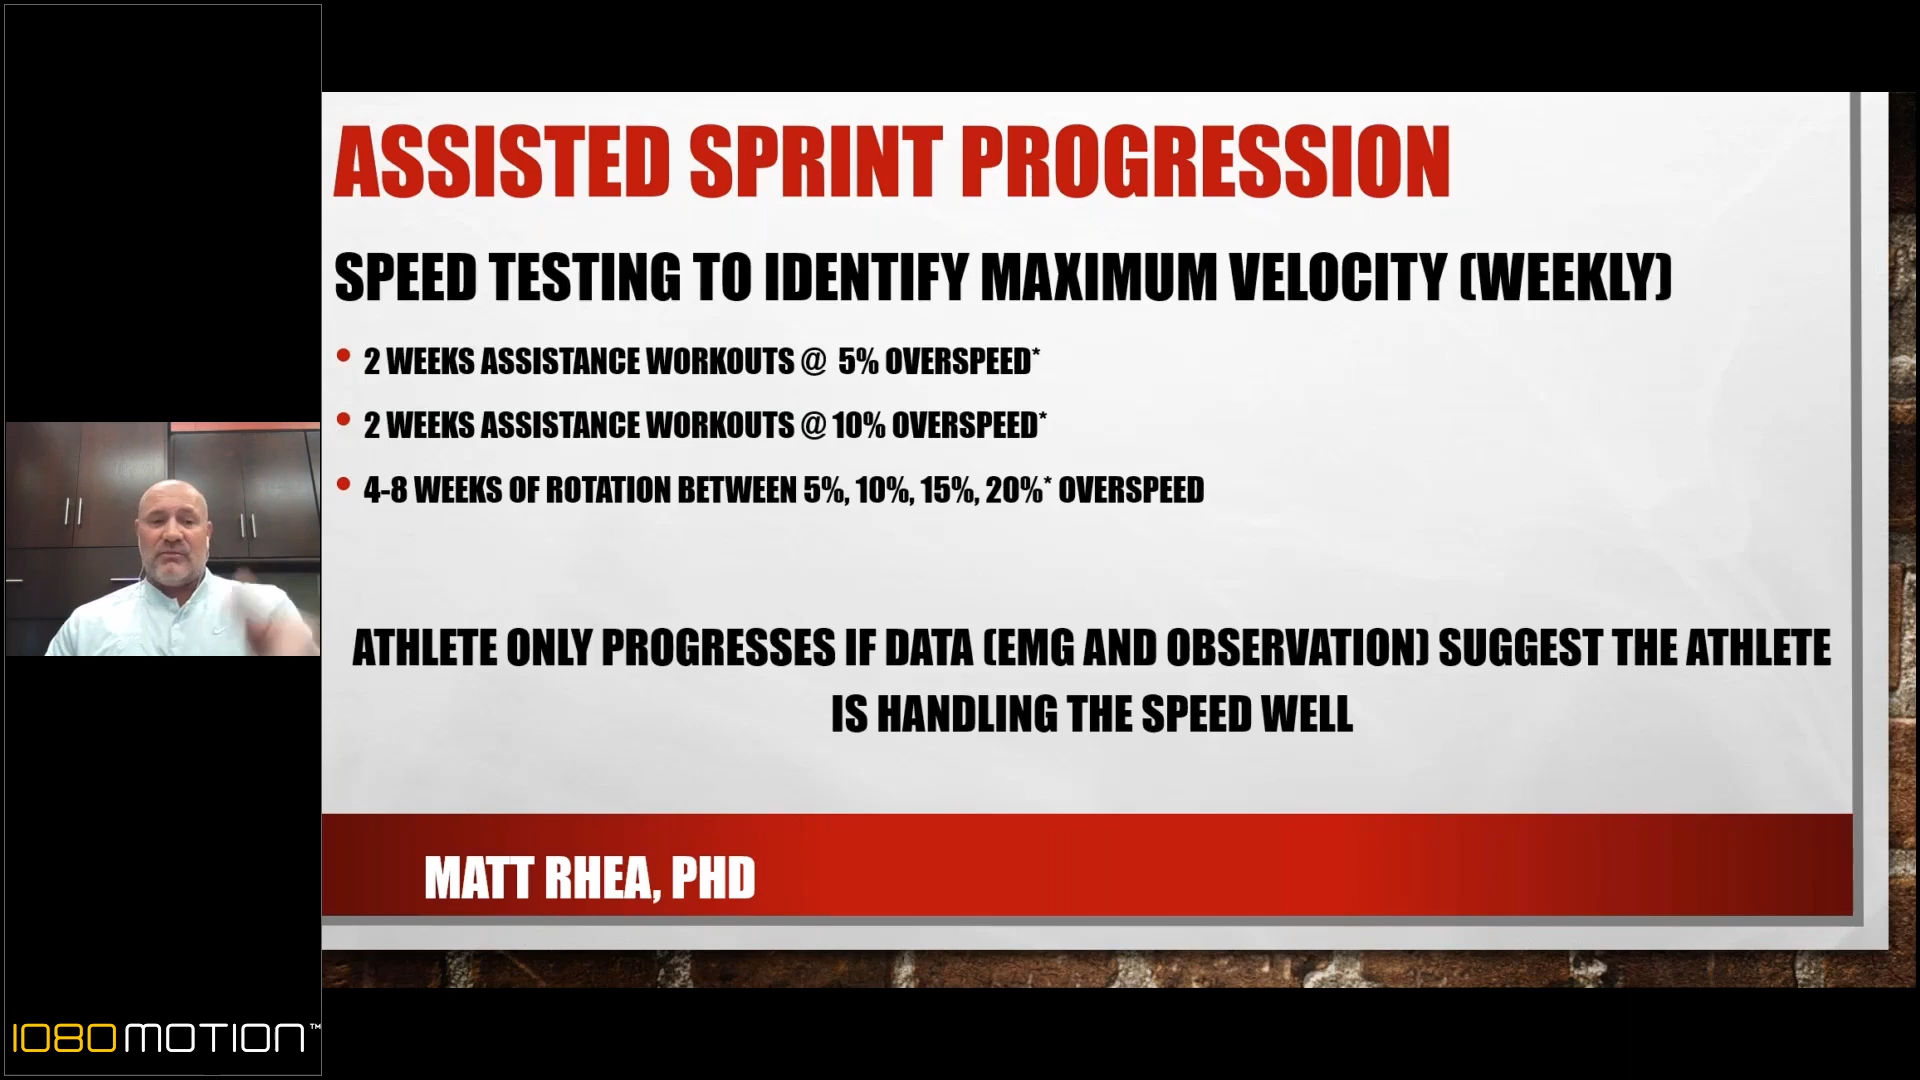 ASSISTED SPRINT PROGRESSION
SPEED TESTING TO IDENTIFY MAXIMUM VELOCITY (WEEKLY)
• 2 WEEKS ASSISTANCE WORKOUTS @ 5% OVERSPEED*
• 2 WEEKS ASSISTANCE WORKOUTS @ 10% OVERSPEED*
• 4-8 WEEKS OF ROTATION BETWEEN 5%, 10%, 15%, 20%* OVERSPEED
ATHLETE ONLY PROGRESSES IF DATA (EMG AND OBSERVATION) SUGGEST THE ATHLETE
IS HANDLING THE SPEED WELL
MATT RHEA, PHD
1080 MOTION™